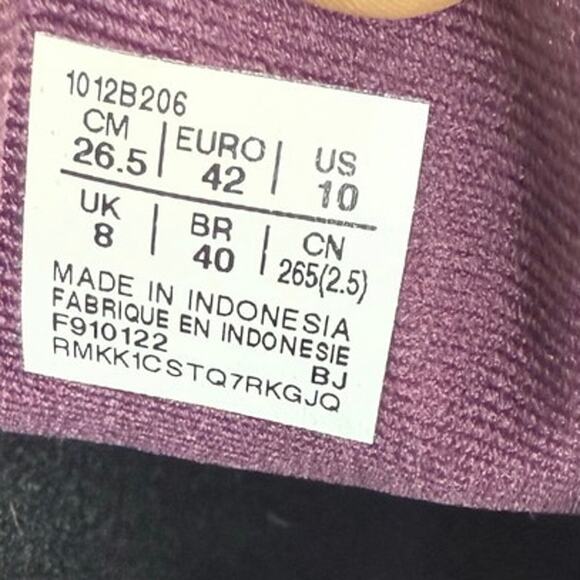 1012B206
CM | EURO | US
26.5 | 42 | 10
UK | BR | CN
8 | 40 | 265(2.5)
MADE IN INDONESIA
FABRIQUE EN INDONESIE
F910122 BJ
RMKK1CSTQ7RKGJQ